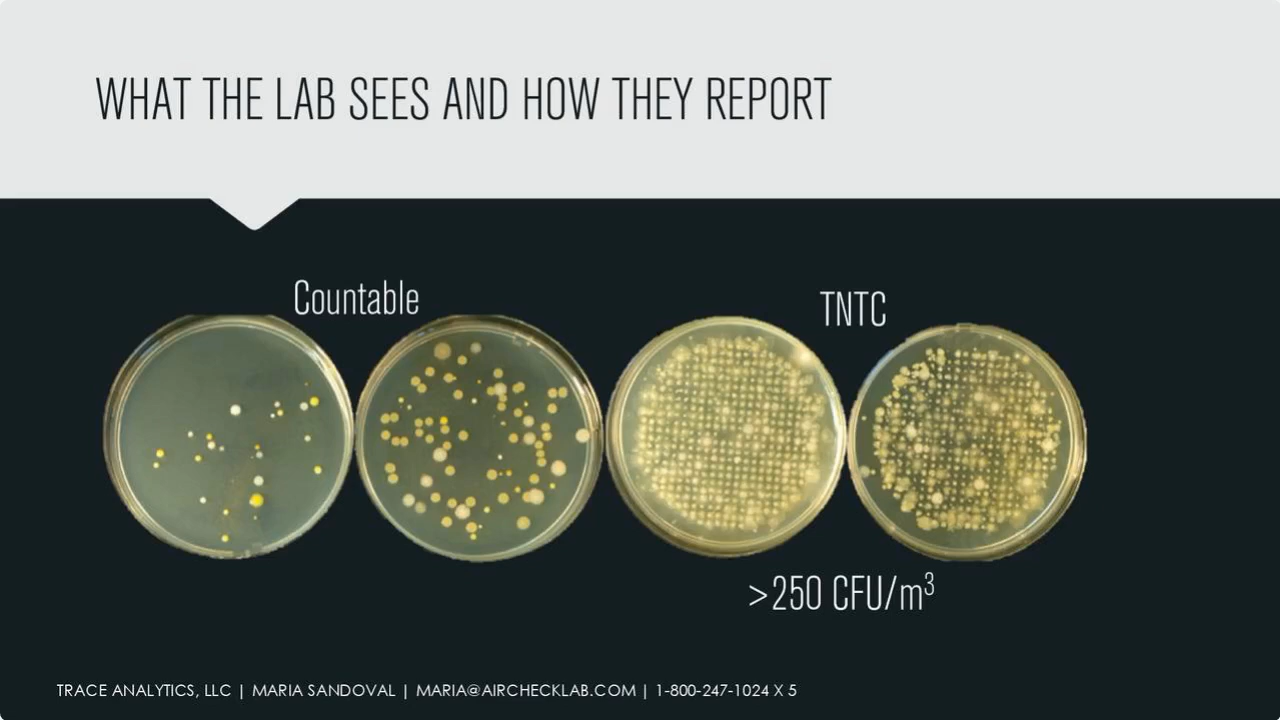 WHAT THE LAB SEES AND HOW THEY REPORT
Countable
TNTC
>250 CFU/m³
TRACE ANALYTICS, LLC | MARIA SANDOVAL | MARIA@AIRCHECKLAB.COM | 1-800-247-1024 X 5